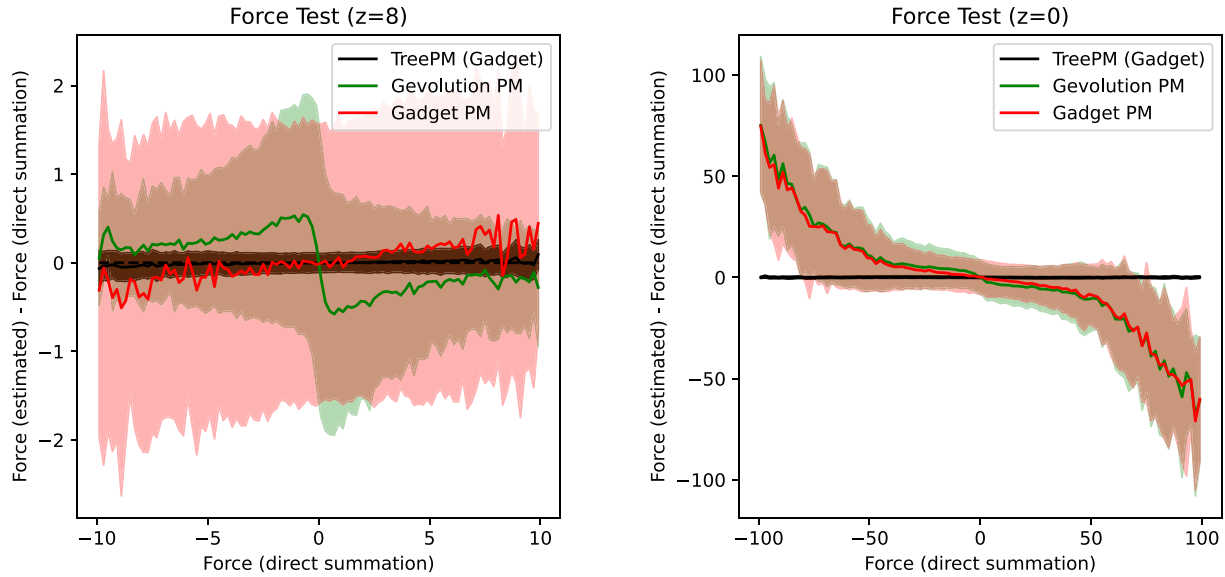 Force Test (z=8)
Force (estimated) - Force (direct summation)
2
1
0
−1
−2
TreePM (Gadget)
Gevolution PM
Gadget PM
−10
−5
0
5
10
Force (direct summation)
Force Test (z=0)
Force (estimated) - Force (direct summation)
100
50
0
−50
−100
TreePM (Gadget)
Gevolution PM
Gadget PM
−100
−50
0
50
100
Force (direct summation)